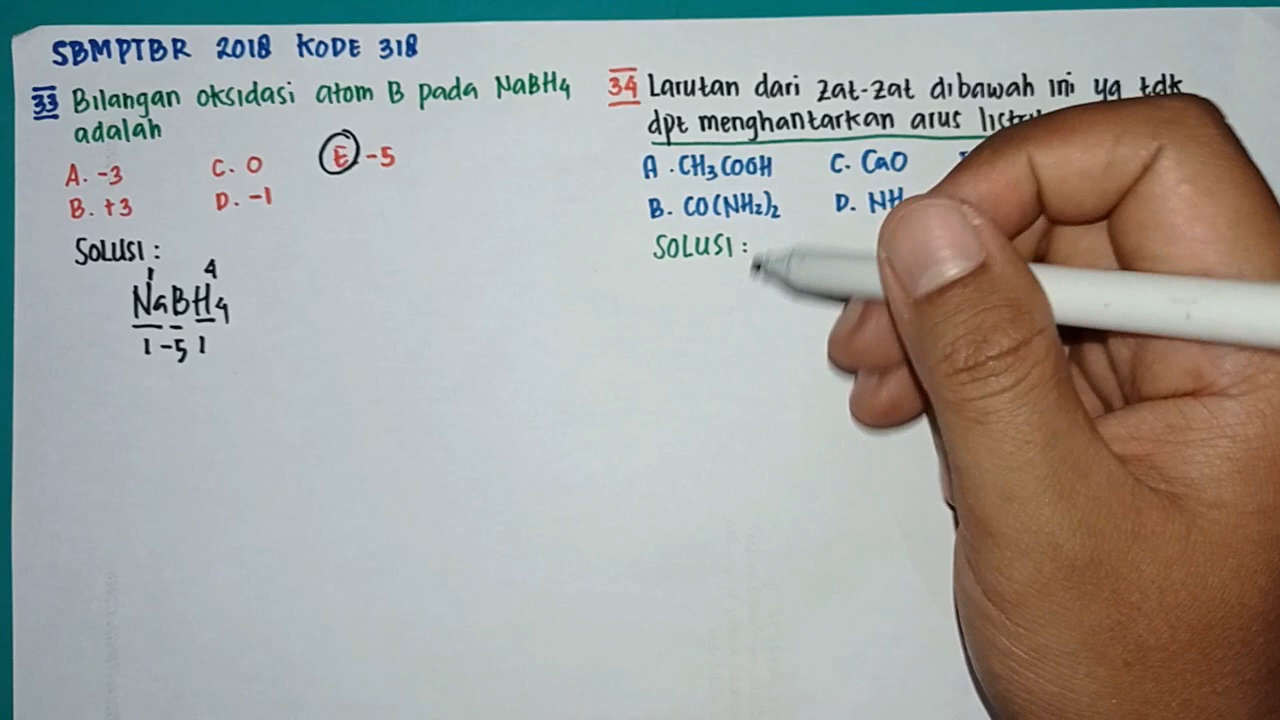 SBMPTBR 2018 KODE 318
33 Bilangan oksidasi atom B pada NaBH4
adalah
A. -3
C. 0
E -5
B. +3
D. -1
SOLUSI :
1 4
NaBH4
1 -5 1
34 Larutan dari zat-zat dibawah ini yg tdk
dpt menghantarkan arus
A. CH3COOH
C. CaO
B. CO(NH2)2
D.
SOLUSI :